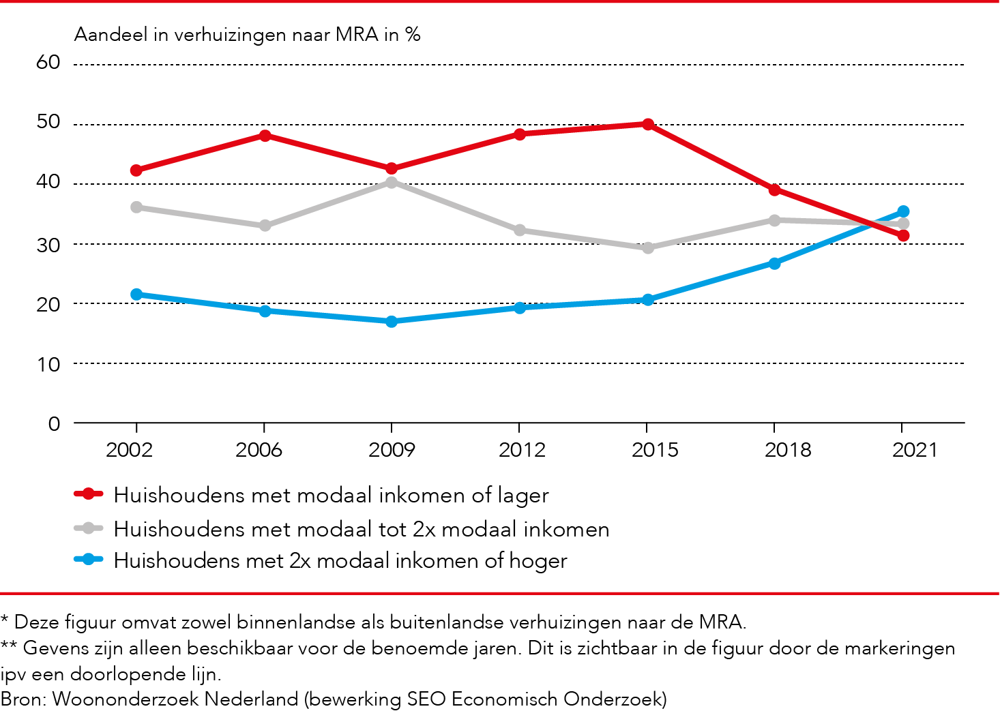 Aandeel in verhuizingen naar MRA in %
60
50
40
30
20
10
0
2002 2006 2009 2012 2015 2018 2021
Huishoudens met modaal inkomen of lager
Huishoudens met modaal tot 2x modaal inkomen
Huishoudens met 2x modaal inkomen of hoger
* Deze figuur omvat zowel binnenlandse als buitenlandse verhuizingen naar de MRA.
** Gevens zijn alleen beschikbaar voor de benoemde jaren. Dit is zichtbaar in de figuur door de markeringen
ipv een doorlopende lijn.
Bron: Woononderzoek Nederland (bewerking SEO Economisch Onderzoek)